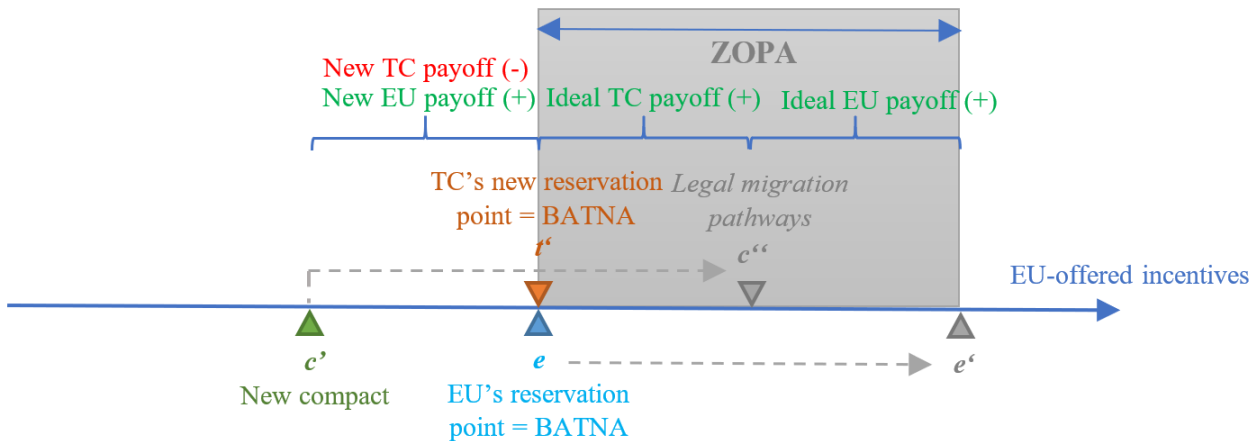 ZOPA
New TC payoff (-)
New EU payoff (+)
Ideal TC payoff (+)
Ideal EU payoff (+)
TC’s new reservation
point = BATNA
t‘
Legal migration
pathways
c‘‘
EU-offered incentives
c’
New compact
e
EU’s reservation
point = BATNA
e‘